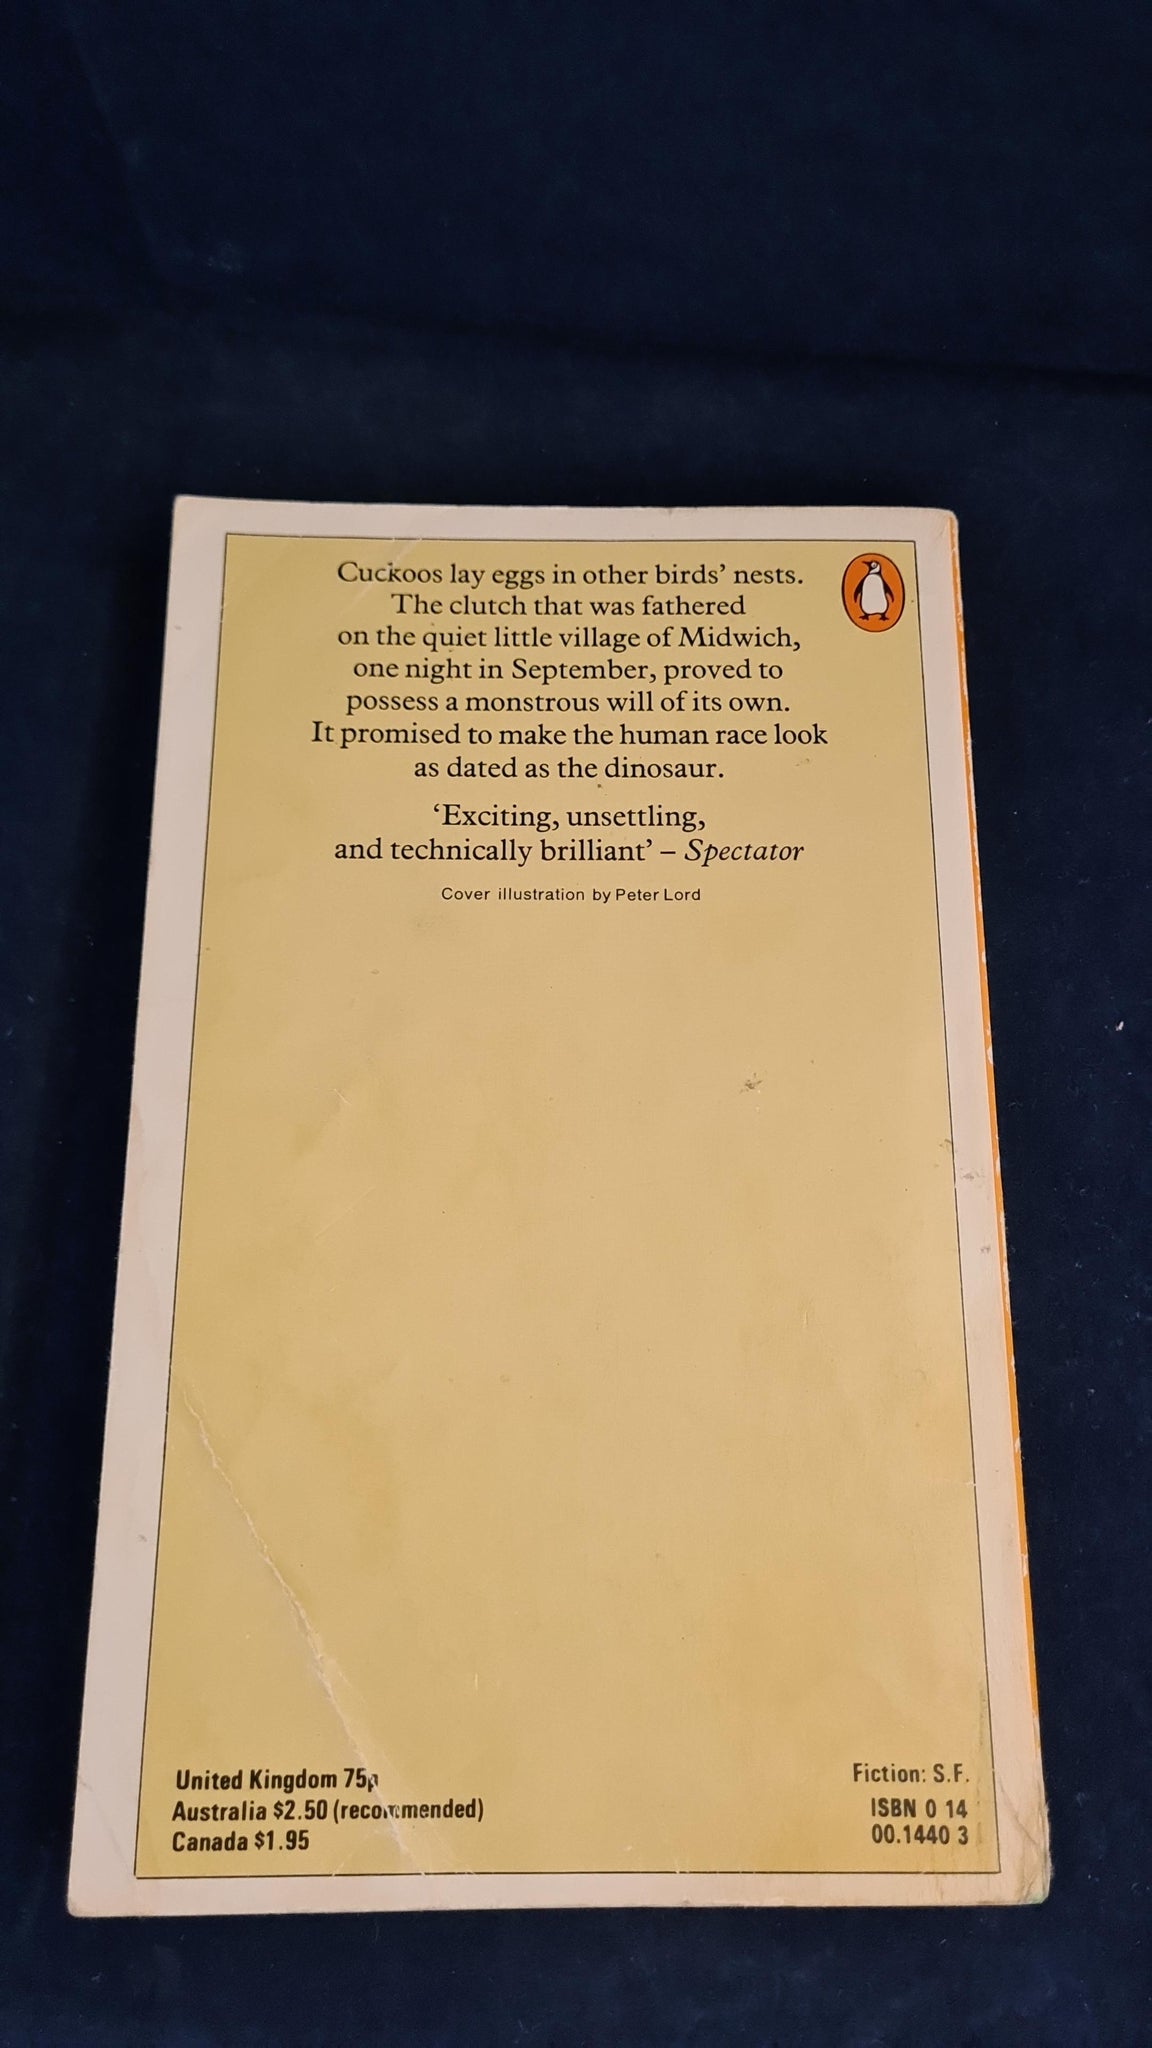 Cuckoos lay eggs in other birds' nests.
The clutch that was fathered
on the quiet little village of Midwich,
one night in September, proved to
possess a monstrous will of its own.
It promised to make the human race look
as dated as the dinosaur.
'Exciting, unsettling,
and technically brilliant' – Spectator
Cover illustration by Peter Lord
United Kingdom 75p
Australia $2.50 (recommended)
Canada $1.95
Fiction: S.F.
ISBN 0 14
00.1440 3